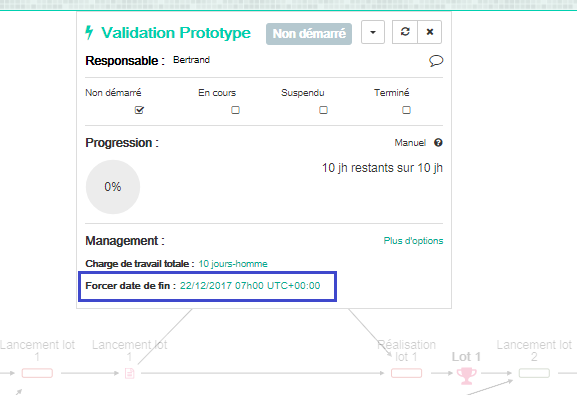 Validation Prototype Non démarré
Responsable : Bertrand
Non démarré En cours Suspendu Terminé
Progression : Manuel
0% 10 jh restants sur 10 jh
Management : Plus d'options
Charge de travail totale : 10 jours-homme
Forcer date de fin : 22/12/2017 07h00 UTC+00:00
Lancement lot 1
Lancement lot 1
Réalisation lot 1
Lot 1
Lancement lot 2